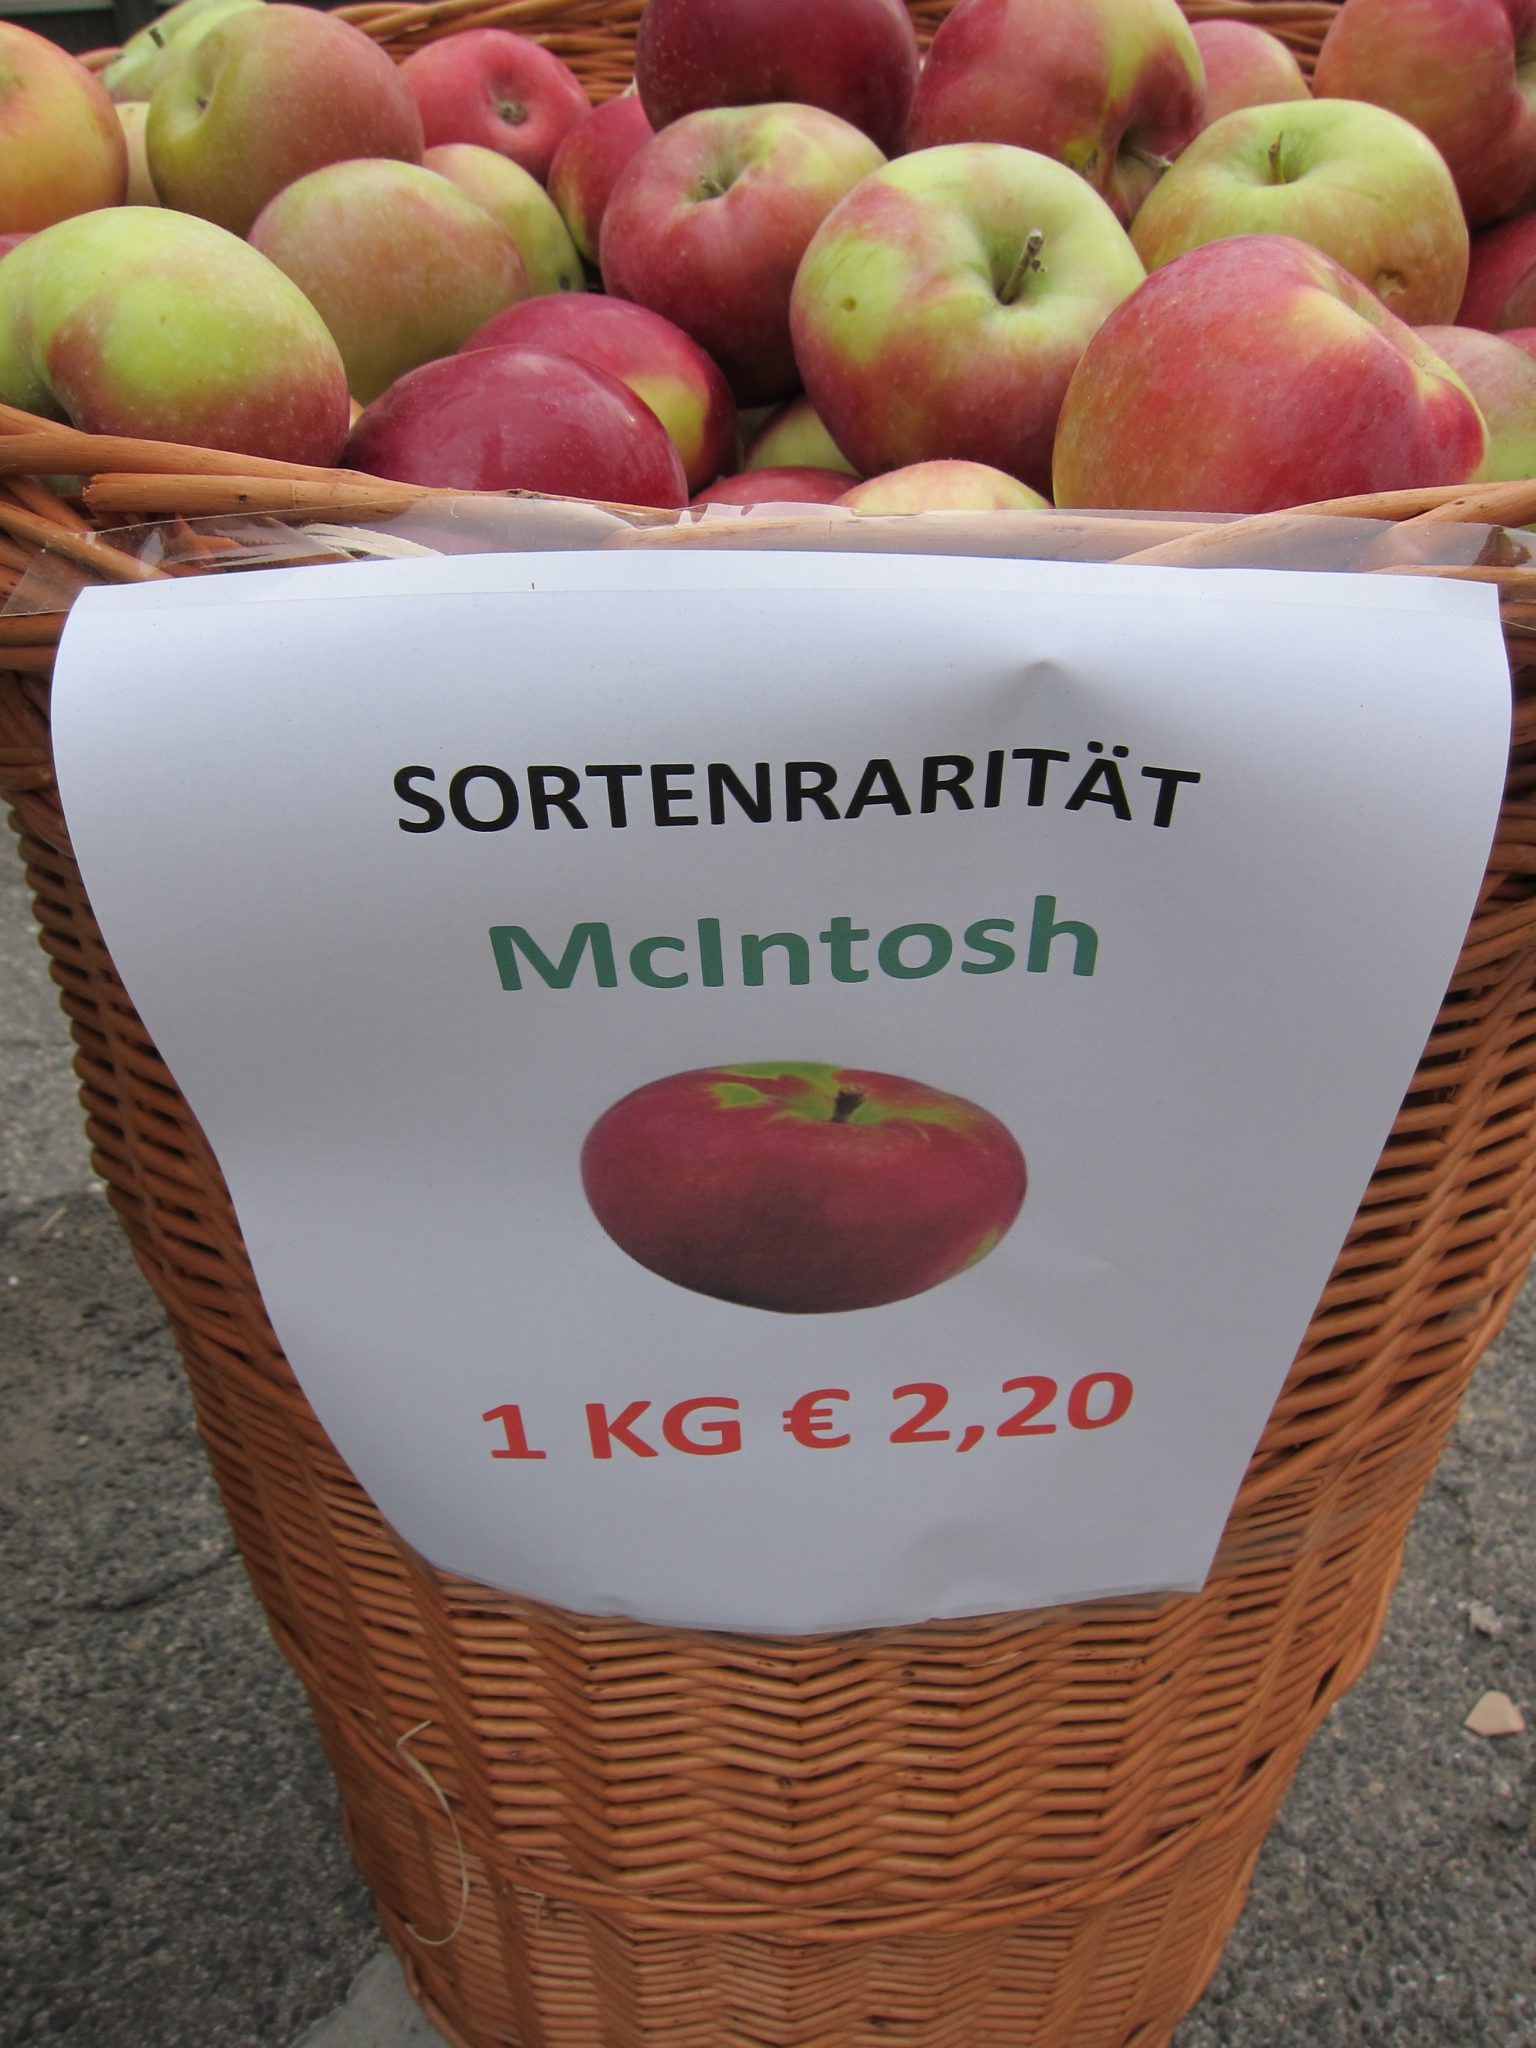 SORTENRARITÄT
McIntosh
1 KG € 2,20